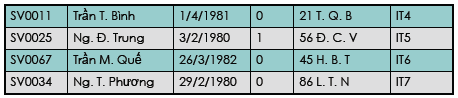 SV0011 Trần T. Bình 1/4/1981 0 21 T. Q. B IT4
SV0025 Ng. Đ. Trung 3/2/1980 1 56 Đ. C. V IT5
SV0067 Trần M. Quế 26/3/1982 0 45 H. B. T IT6
SV0034 Ng. T. Phương 29/2/1980 0 86 L. T. N IT7